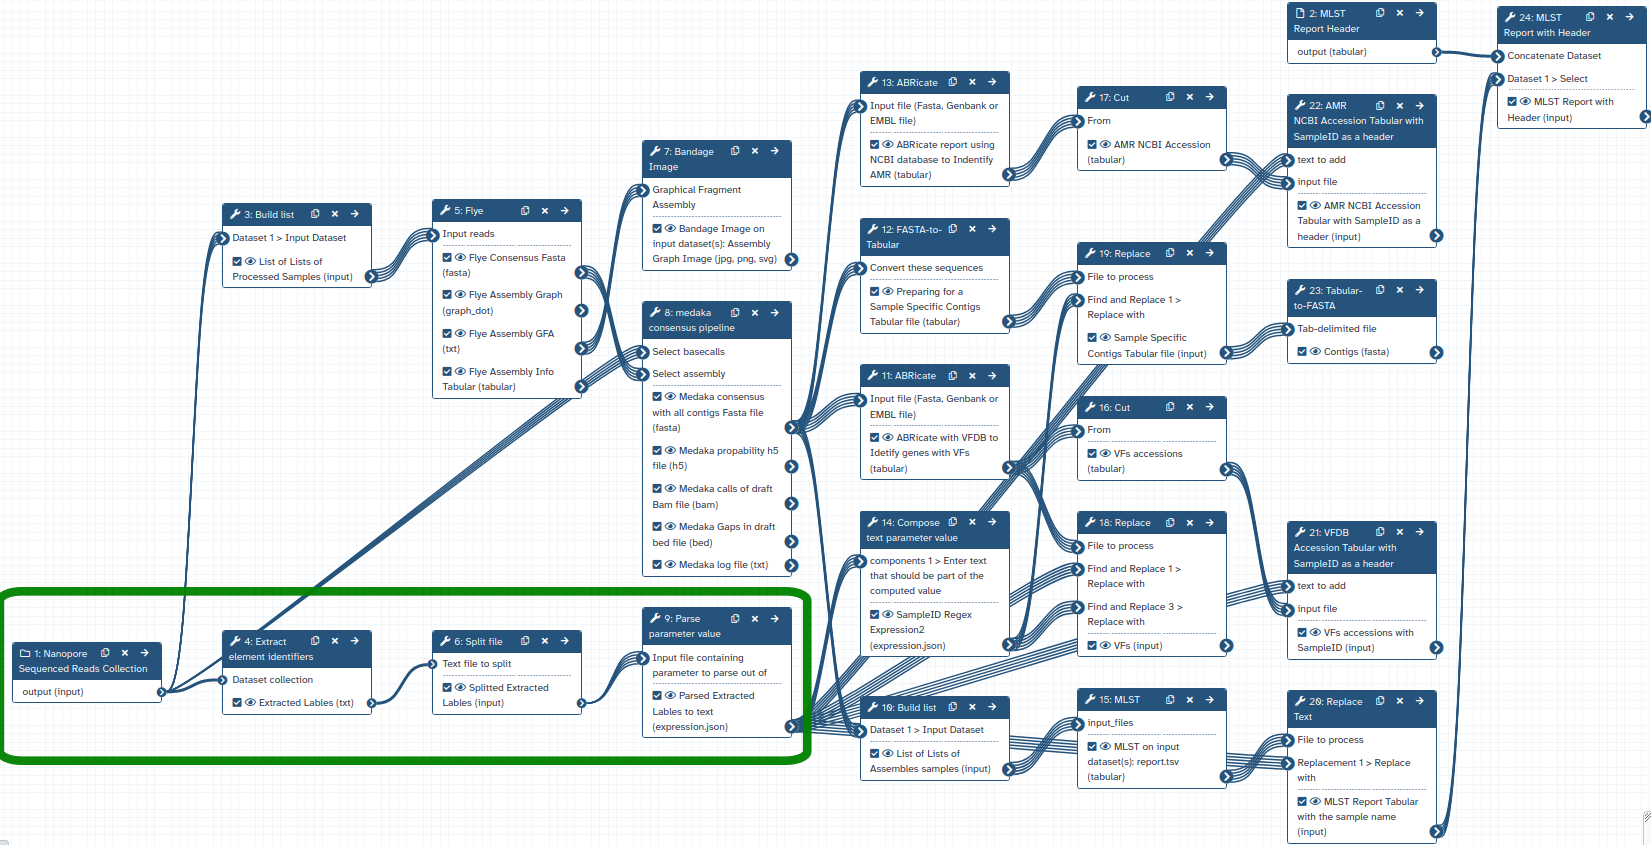 1: Nanopore
Sequenced Reads Collection
output (input)
3: Build list
Dataset 1 > Input Dataset
List of Lists of
Processed Samples (input)
4: Extract
element identifiers
Dataset collection
Extracted Lables (txt)
5: Flye
Input reads
Flye Consensus Fasta
(fasta)
Flye Assembly Graph
(graph_dot)
Flye Assembly GFA
(txt)
Flye Assembly Info
Tabular (tabular)
6: Split file
Text file to split
Splitted Extracted
Lables (input)
7: Bandage
Image
Graphical Fragment
Assembly
Bandage Image on
input dataset(s): Assembly
Graph Image (jpg, png, svg)
8: medaka
consensus pipeline
Select basecalls
Select assembly
Medaka consensus
with all contigs Fasta file
(fasta)
Medaka propability h5
file (h5)
Medaka calls of draft
Bam file (bam)
Medaka Gaps in draft
bed file (bed)
Medaka log file (txt)
9: Parse
parameter value
Input file containing
parameter to parse out of
Parsed Extracted
Lables to text
(expression.json)
13: ABRicate
Input file (Fasta, Genbank or
EMBL file)
ABRicate report using
NCBI database to Indentify
AMR (tabular)
12: FASTA-to-
Tabular
Convert these sequences
Preparing for a
Sample Specific Contigs
Tabular file (tabular)
11: ABRicate
Input file (Fasta, Genbank or
EMBL file)
ABRicate with VFDB to
Idetify genes with VFs
(tabular)
14: Compose
text parameter value
components 1 > Enter text
that should be part of the
computed value
SampleID Regex
Expression2
(expression.json)
10: Build list
Dataset 1 > Input Dataset
List of Lists of
Assembles samples (input)
17: Cut
From
AMR NCBI Accession
(tabular)
19: Replace
File to process
Find and Replace 1 >
Replace with
Sample Specific
Contigs Tabular file (input)
16: Cut
From
VFs accessions
(tabular)
18: Replace
File to process
Find and Replace 1 >
Replace with
Find and Replace 3 >
Replace with
VFs (input)
15: MLST
input_files
MLST on input
dataset(s): report.tsv
(tabular)
2: MLST
Report Header
output (tabular)
22: AMR
NCBI Accession Tabular with
SampleID as a header
text to add
input file
AMR NCBI Accession
Tabular with SampleID as a
header (input)
23: Tabular-
to-FASTA
Tab-delimited file
Contigs (fasta)
21: VFDB
Accession Tabular with
SampleID as a header
text to add
input file
VFs accessions with
SampleID (input)
20: Replace
Text
File to process
Replacement 1 > Replace
with
MLST Report Tabular
with the sample name
(input)
24: MLST
Report with Header
Concatenate Dataset
Dataset 1 > Select
MLST Report with
Header (input)